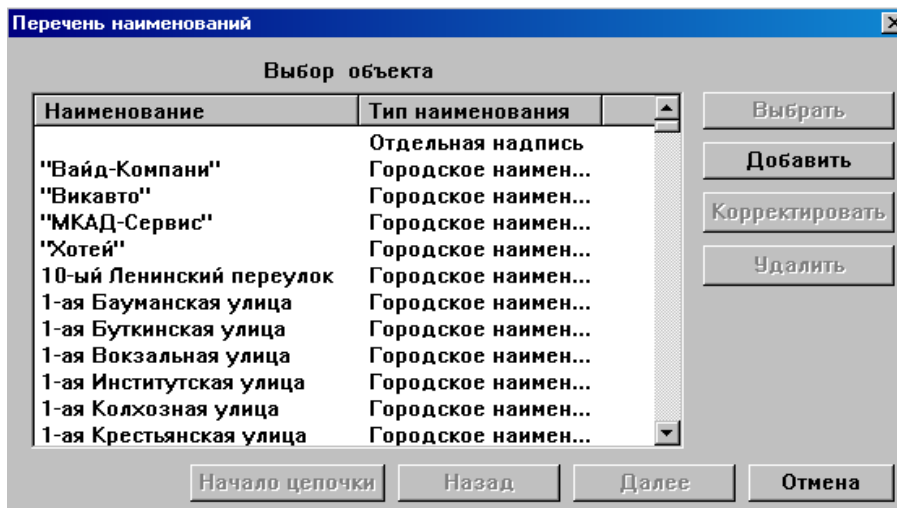 Перечень наименований
Выбор объекта
Наименование Тип наименования
Отдельная надпись
"Вайд-Компани" Городское наимен...
"Викавто" Городское наимен...
"МКАД-Сервис" Городское наимен...
"Хотей" Городское наимен...
10-ый Ленинский переулок Городское наимен...
1-ая Бауманская улица Городское наимен...
1-ая Буткинская улица Городское наимен...
1-ая Вокзальная улица Городское наимен...
1-ая Институтская улица Городское наимен...
1-ая Колхозная улица Городское наимен...
1-ая Крестьянская улица Городское наимен...
Выбрать
Добавить
Корректировать
Удалить
Начало цепочки Назад Далее Отмена